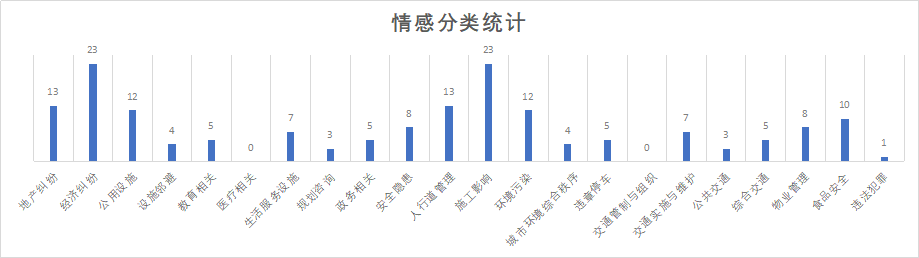 情感分类统计
13
23
12
4
5
0
7
3
5
8
13
23
12
4
5
0
7
3
5
8
10
1
地产纠纷
经济纠纷
公用设施
设施邻避
教育相关
医疗相关
生活服务设施
规划咨询
政务相关
安全隐患
人行道管理
施工影响
环境污染
城市环境综合秩序
违章停车
交通管制与组织
交通实施与维护
公共交通
综合交通
物业管理
食品安全
违法犯罪